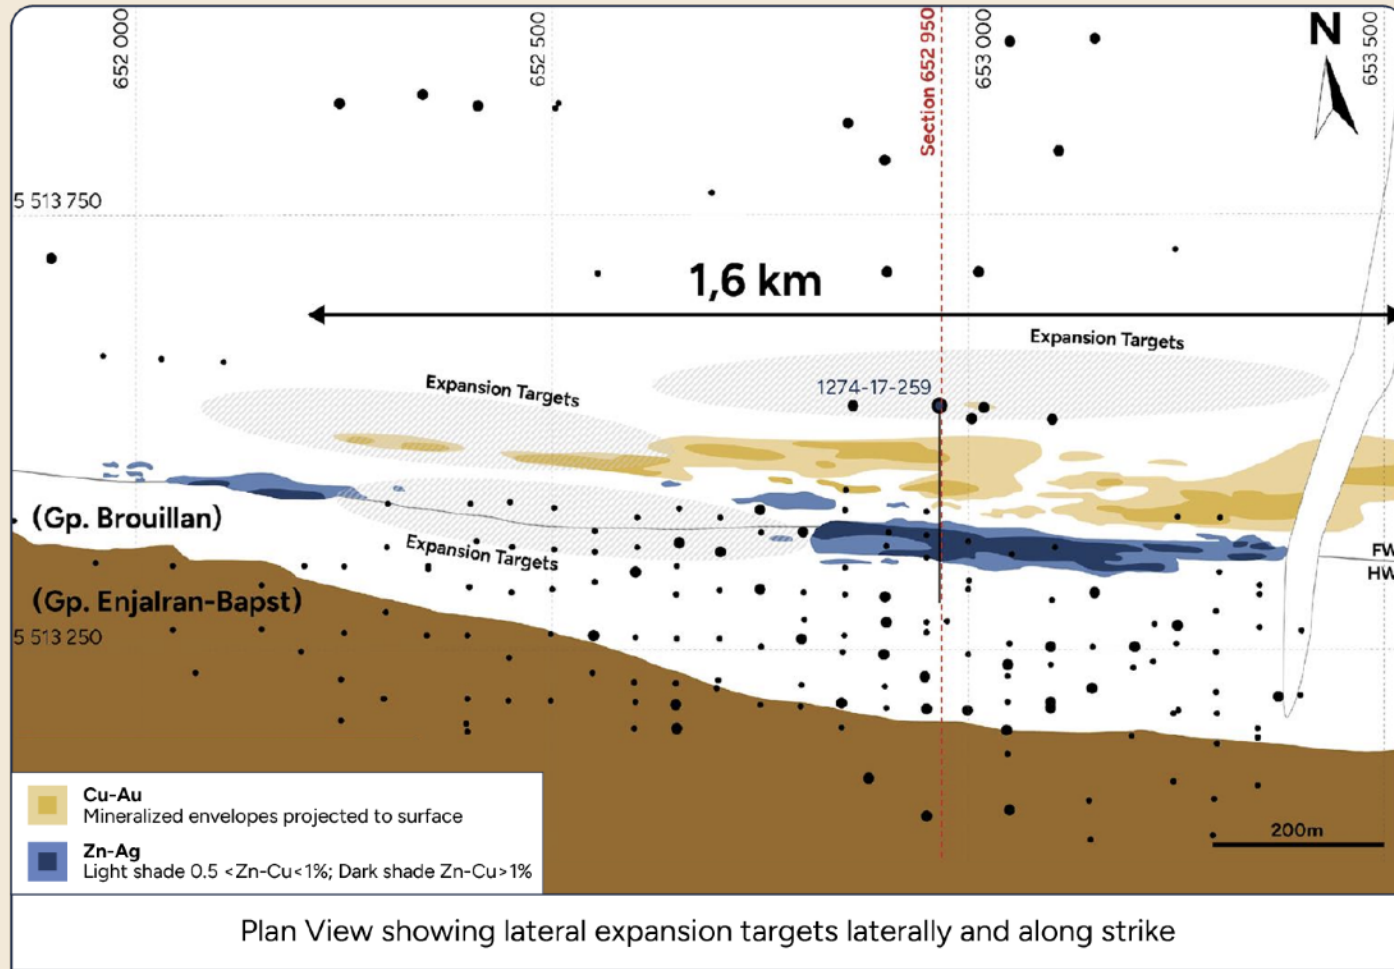 652 000
652 500
Section 652 950
653 000
653 500
N
5 513 750
1,6 km
Expansion Targets
Expansion Targets
1274-17-259
(Gp. Brouillan)
Expansion Targets
FW
HW
(Gp. Enjalran-Bapst)
5 513 250
200m
Cu-Au
Mineralized envelopes projected to surface
Zn-Ag
Light shade 0.5 <Zn-Cu<1%; Dark shade Zn-Cu>1%
Plan View showing lateral expansion targets laterally and along strike